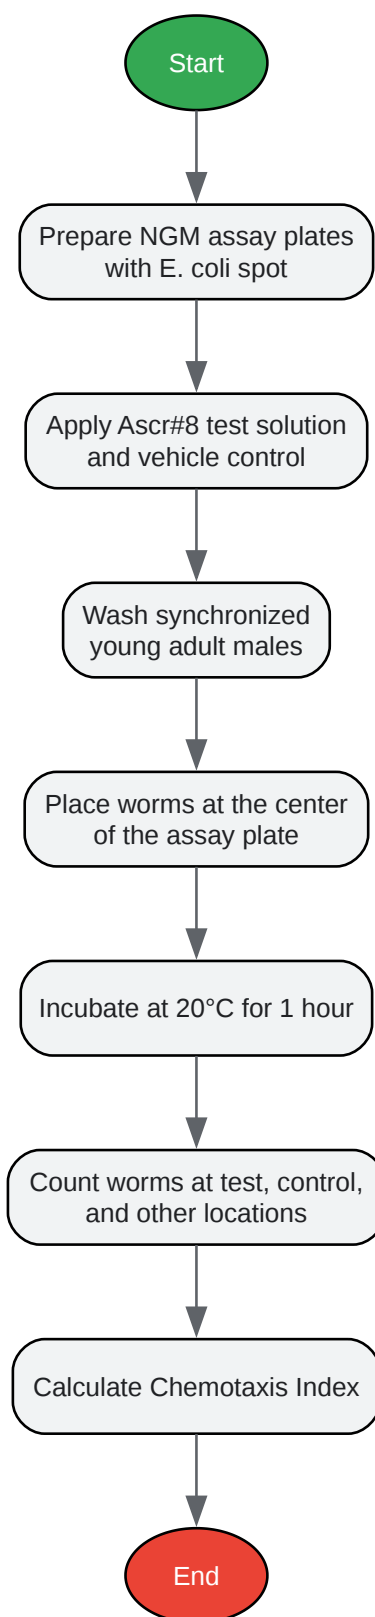 Start
Prepare NGM assay plates
with E. coli spot
Apply Ascr#8 test solution
and vehicle control
Wash synchronized
young adult males
Place worms at the center
of the assay plate
Incubate at 20°C for 1 hour
Count worms at test, control,
and other locations
Calculate Chemotaxis Index
End